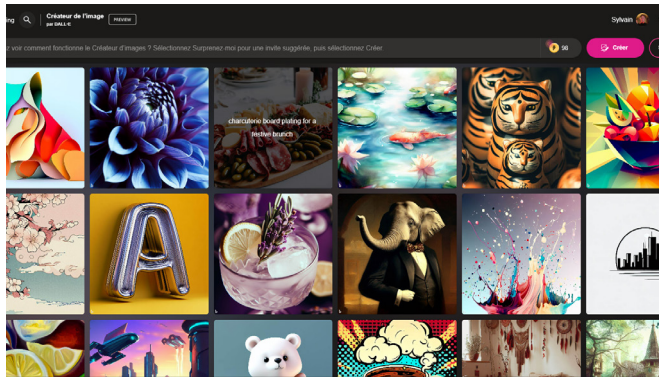 ing
Créateur de l'image
par DALL·E
PREVIEW
Sylvain
z voir comment fonctionne le Créateur d'images ? Sélectionnez Surprenez moi pour une invite suggérée, puis sélectionnez Créer
98
Créer
charcuterie board plating for a
festive brunch
A